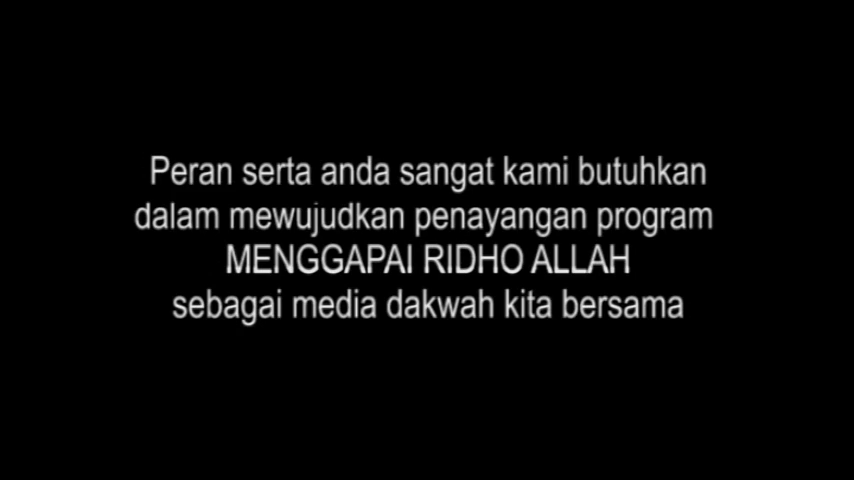 Peran serta anda sangat kami butuhkan
dalam mewujudkan penayangan program
MENGGAPAI RIDHO ALLAH
sebagai media dakwah kita bersama